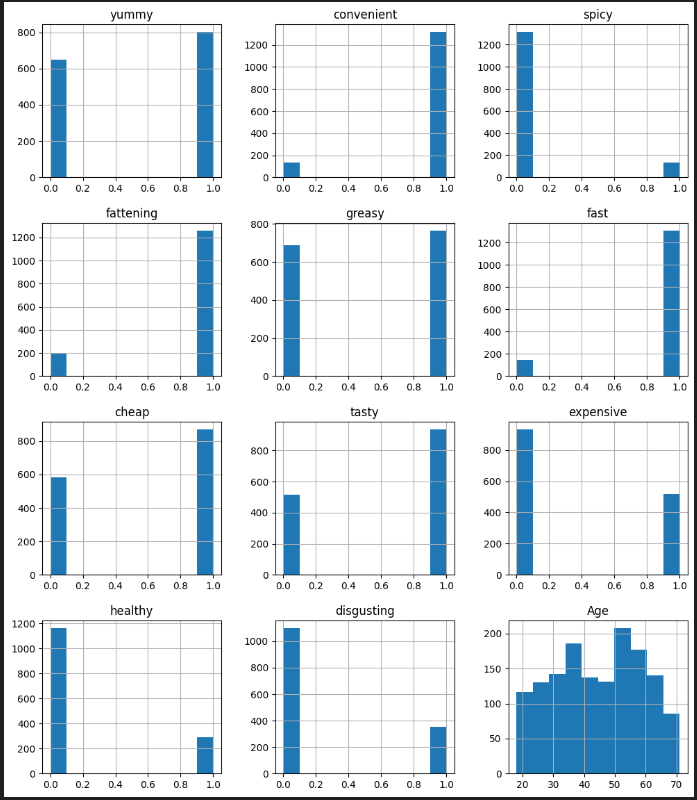 yummy convenient spicy
800 600 400 200 0
1200 1000 800 600 400 200 0
1200 1000 800 600 400 200 0
0.0 0.2 0.4 0.6 0.8 1.0
0.0 0.2 0.4 0.6 0.8 1.0
0.0 0.2 0.4 0.6 0.8 1.0
fattening greasy fast
1200 1000 800 600 400 200 0
800 600 400 200 0
1200 1000 800 600 400 200 0
0.0 0.2 0.4 0.6 0.8 1.0
0.0 0.2 0.4 0.6 0.8 1.0
0.0 0.2 0.4 0.6 0.8 1.0
cheap tasty expensive
800 600 400 200 0
800 600 400 200 0
800 600 400 200 0
0.0 0.2 0.4 0.6 0.8 1.0
0.0 0.2 0.4 0.6 0.8 1.0
0.0 0.2 0.4 0.6 0.8 1.0
healthy disgusting Age
1200 1000 800 600 400 200 0
1000 800 600 400 200 0
200 150 100 50 0
0.0 0.2 0.4 0.6 0.8 1.0
0.0 0.2 0.4 0.6 0.8 1.0
20 30 40 50 60 70